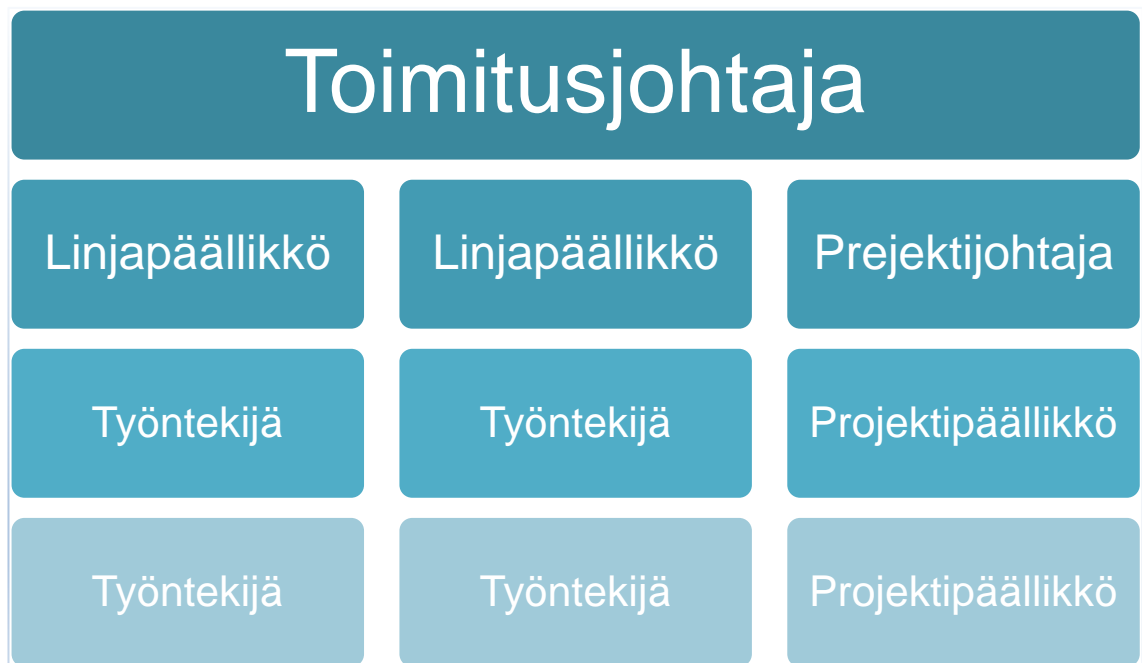 Toimitusjohtaja
Linjapäällikkö
Linjapäällikkö
Prejektijohtaja
Työntekijä
Työntekijä
Projektipäällikkö
Työntekijä
Työntekijä
Projektipäällikkö